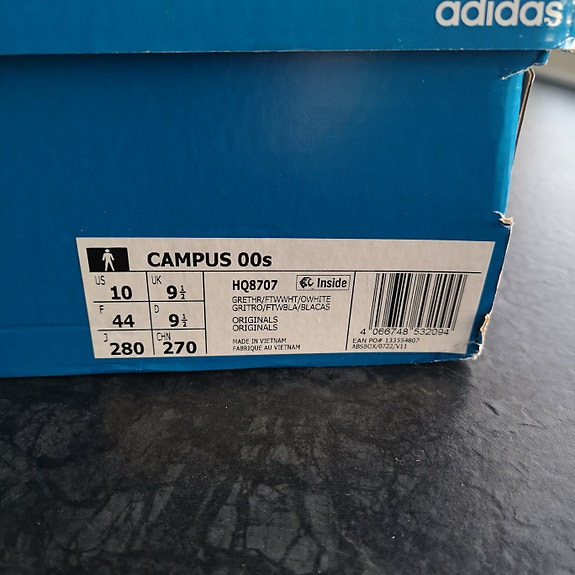 adidas
CAMPUS 00s
US 10 UK 9½
F 44 D 9½
J 280 CHN 270
HQ8707 Inside
GRETHR/FTWWHT/OWHITE
GRITRO/FTWBLA/BLACAS
ORIGINALS
ORIGINALS
MADE IN VIETNAM
FABRIQUE AU VIETNAM
4 066748 532094
EAN PO# 133554807
ABSBOX/0722/V11